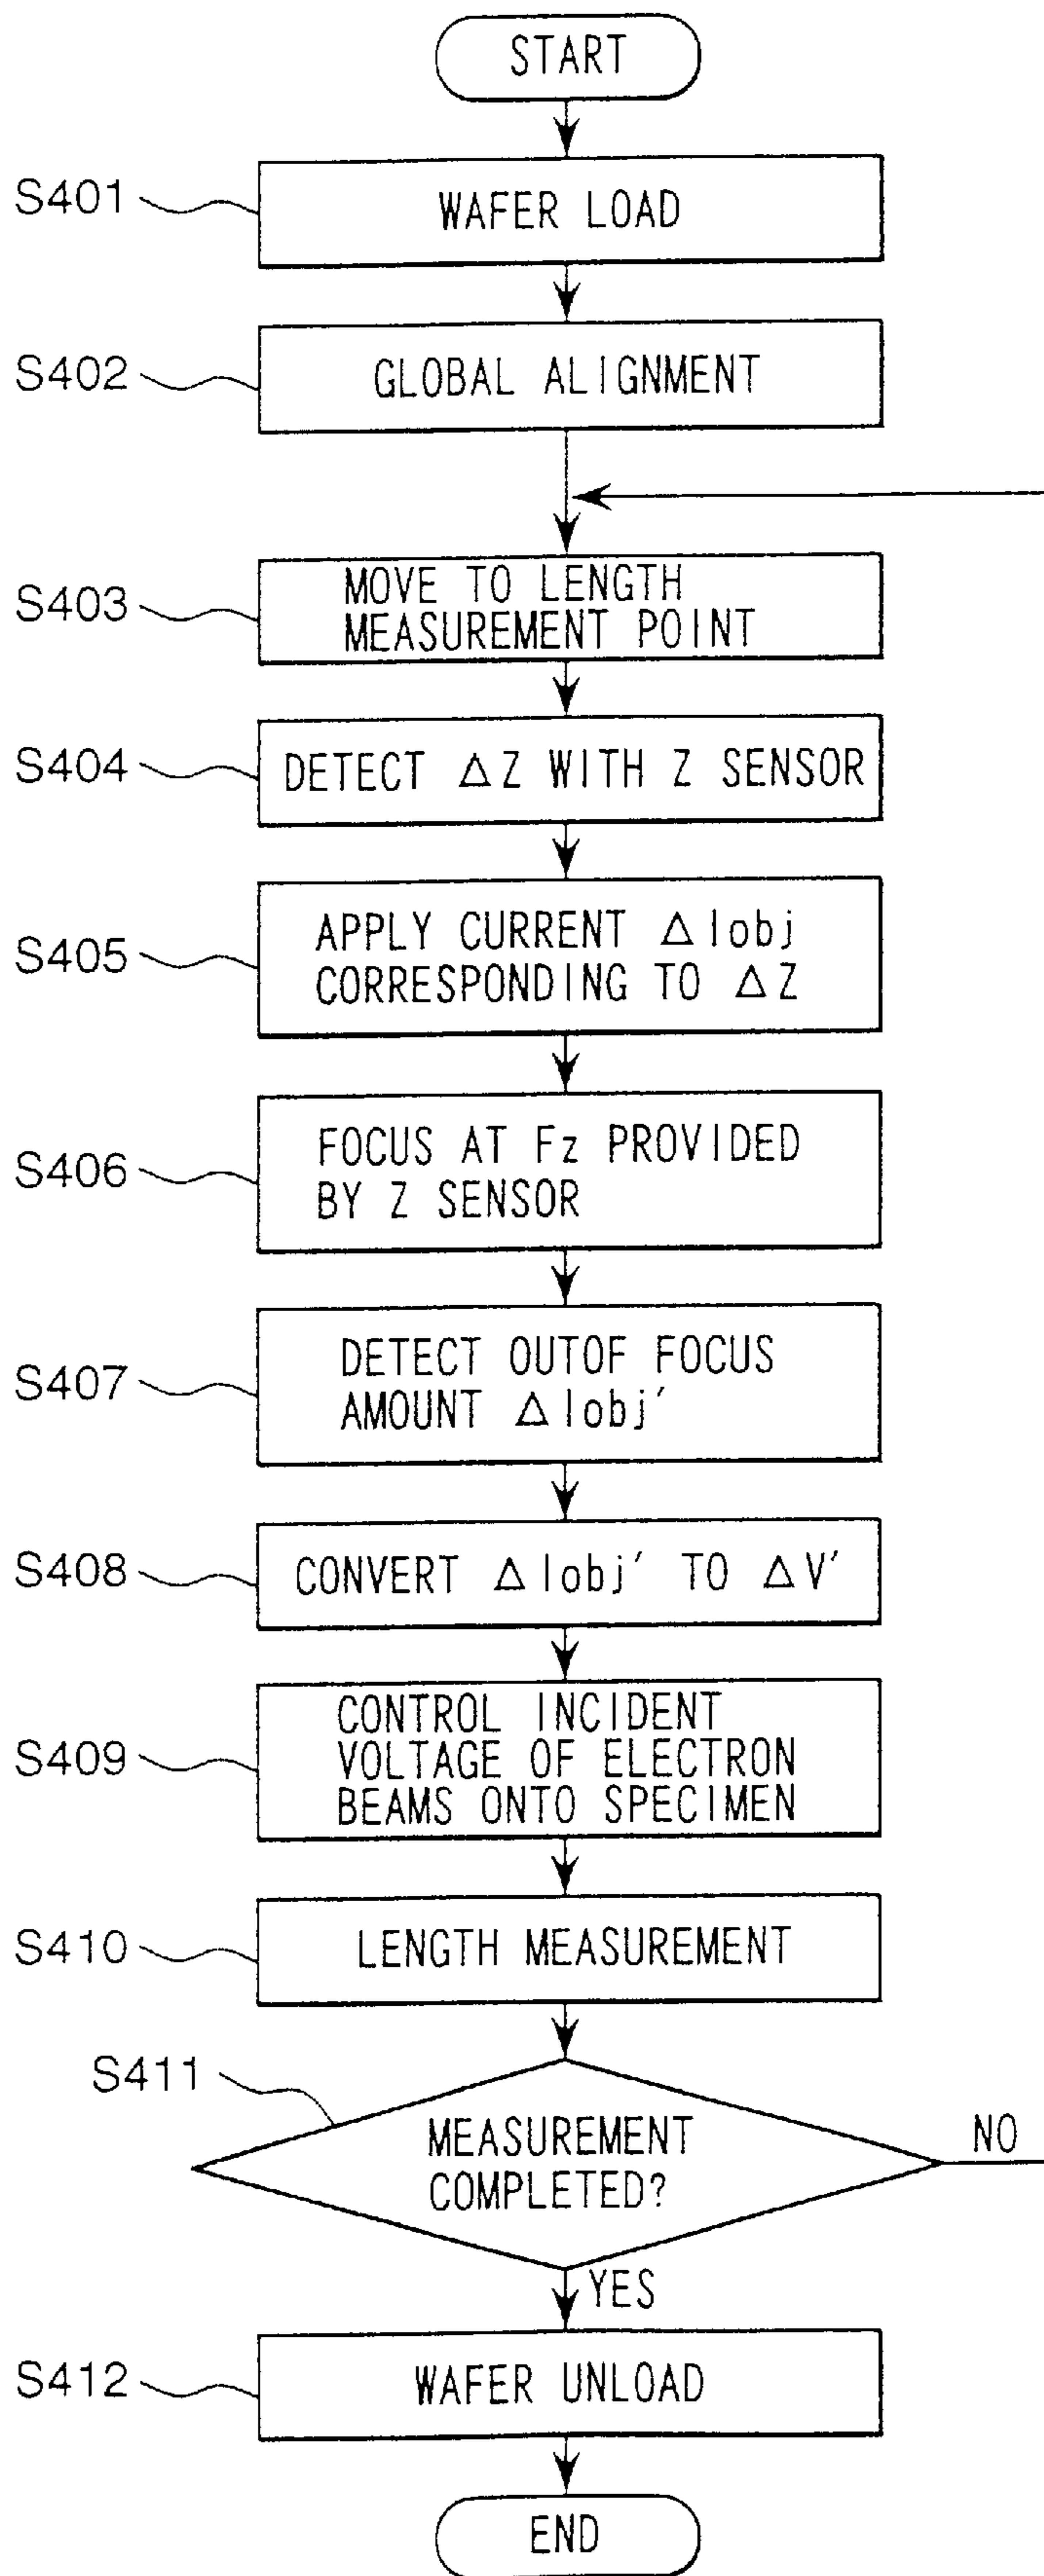 START
S401
WAFER LOAD
S402
GLOBAL ALIGNMENT
S403
MOVE TO LENGTH
MEASUREMENT POINT
S404
DETECT ΔZ WITH Z SENSOR
S405
APPLY CURRENT ΔIobj
CORRESPONDING TO ΔZ
S406
FOCUS AT Fz PROVIDED
BY Z SENSOR
S407
DETECT OUTOF FOCUS
AMOUNT ΔIobj′
S408
CONVERT ΔIobj′ TO ΔV′
S409
CONTROL INCIDENT
VOLTAGE OF ELECTRON
BEAMS ONTO SPECIMEN
S410
LENGTH MEASUREMENT
S411
MEASUREMENT
COMPLETED?
NO
YES
S412
WAFER UNLOAD
END